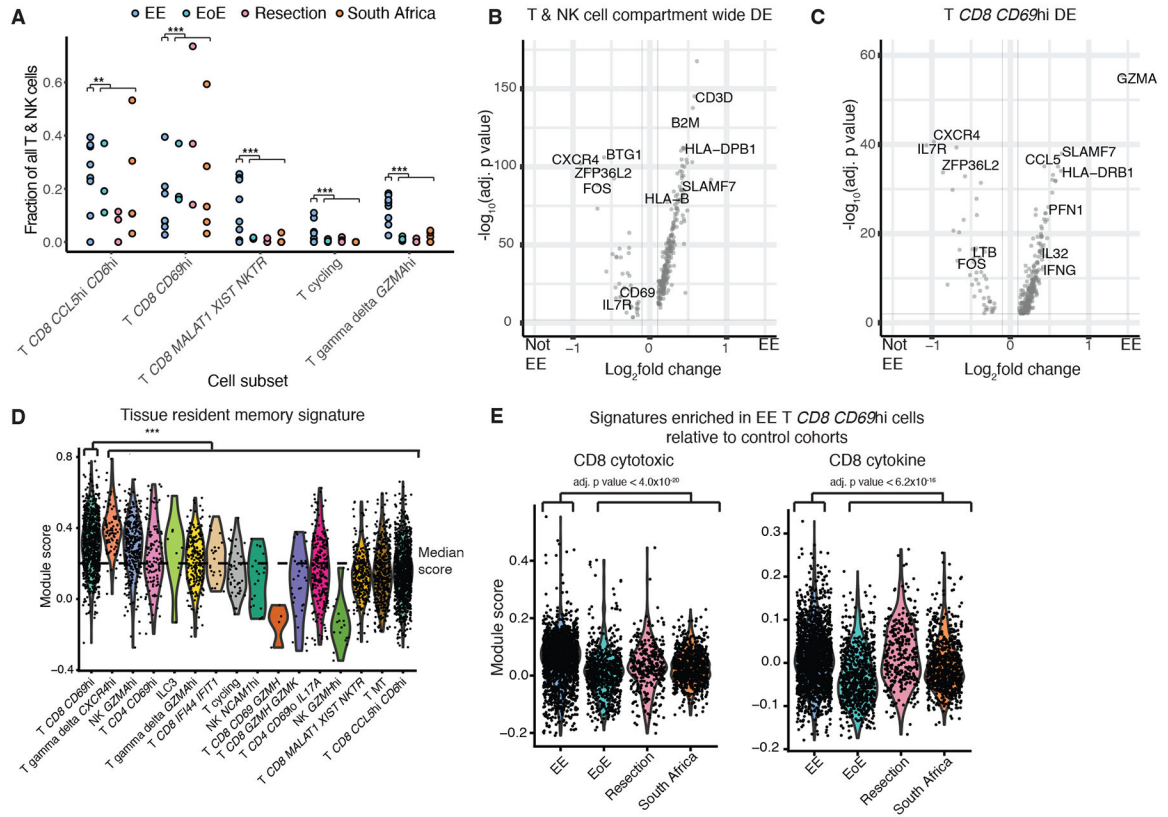 A
EE EoE Resection South Africa
Fraction of all T & NK cells
0.6
0.4
0.2
0.0
**
***
***
***
***
T CD8 CCL5hi CD6hi
T CD8 CD69hi
T CD8 MALAT1 XIST NKTR
T cycling
T gamma delta GZMAhi
Cell subset
B
T & NK cell compartment wide DE
-log10(adj. p value)
150
100
50
0
CD3D
B2M
HLA-DPB1
BTG1
CXCR4
ZFP36L2
FOS
SLAMF7
HLA-B
CD69
IL7R
Not
EE
−1
0
1
EE
Log2fold change
C
T CD8 CD69hi DE
-log10(adj. p value)
60
40
20
0
GZMA
CXCR4
IL7R
ZFP36L2
CCL5
SLAMF7
HLA−DRB1
PFN1
LTB
FOS
IL32
IFNG
Not
EE
−1
0
1
EE
Log2fold change
D
Tissue resident memory signature
***
Module score
0.8
0.4
0.0
−0.4
Median
score
T CD8 CD69hi
T gamma delta CXCR4hi
NK GZMAhi
T CD4 CD69hi
ILC3
T gamma delta GZMAhi
T CD8 IFI44 IFIT1
T cycling
NK NCAM1hi
T CD8 CD69 GZMH
T CD8 GZMH GZMK
T CD4 CD69lo IL17A
NK GZMHhi
T CD8 MALAT1 XIST NKTR
T MT
T CD8 CCL5hi CD6hi
E
Signatures enriched in EE T CD8 CD69hi cells
relative to control cohorts
CD8 cytotoxic
adj. p value < 4.0x10-20
Module score
0.4
0.2
0.0
−0.2
EE
EoE
Resection
South Africa
CD8 cytokine
adj. p value < 6.2x10-16
0.3
0.2
0.1
0.0
−0.1
−0.2
EE
EoE
Resection
South Africa